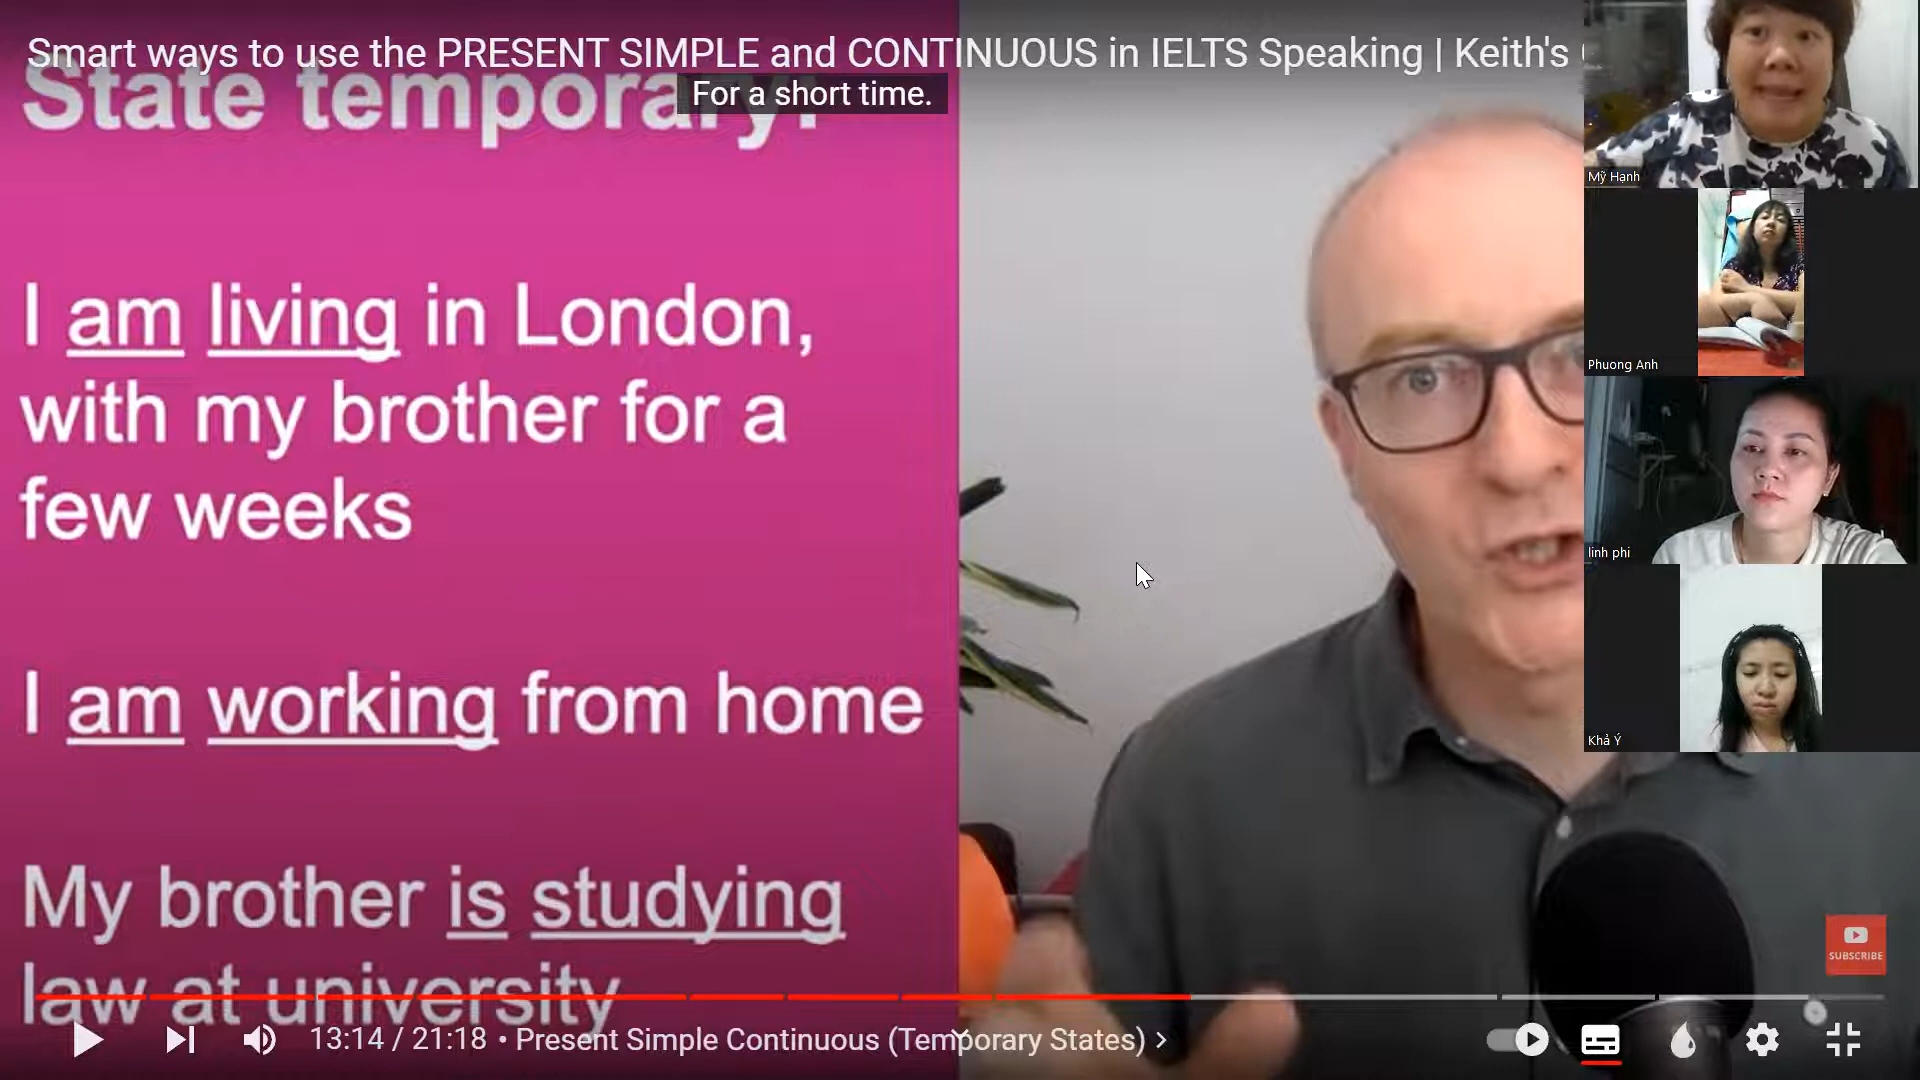 Smart ways to use the PRESENT SIMPLE and CONTINUOUS in IELTS Speaking | Keith's
State temporary:
For a short time.
I am living in London,
with my brother for a
few weeks
I am working from home
My brother is studying
law at university
Mỹ Hạnh
Phuong Anh
linh phi
Khả Ý
SUBSCRIBE
13:14 / 21:18 • Present Simple Continuous (Temporary States)